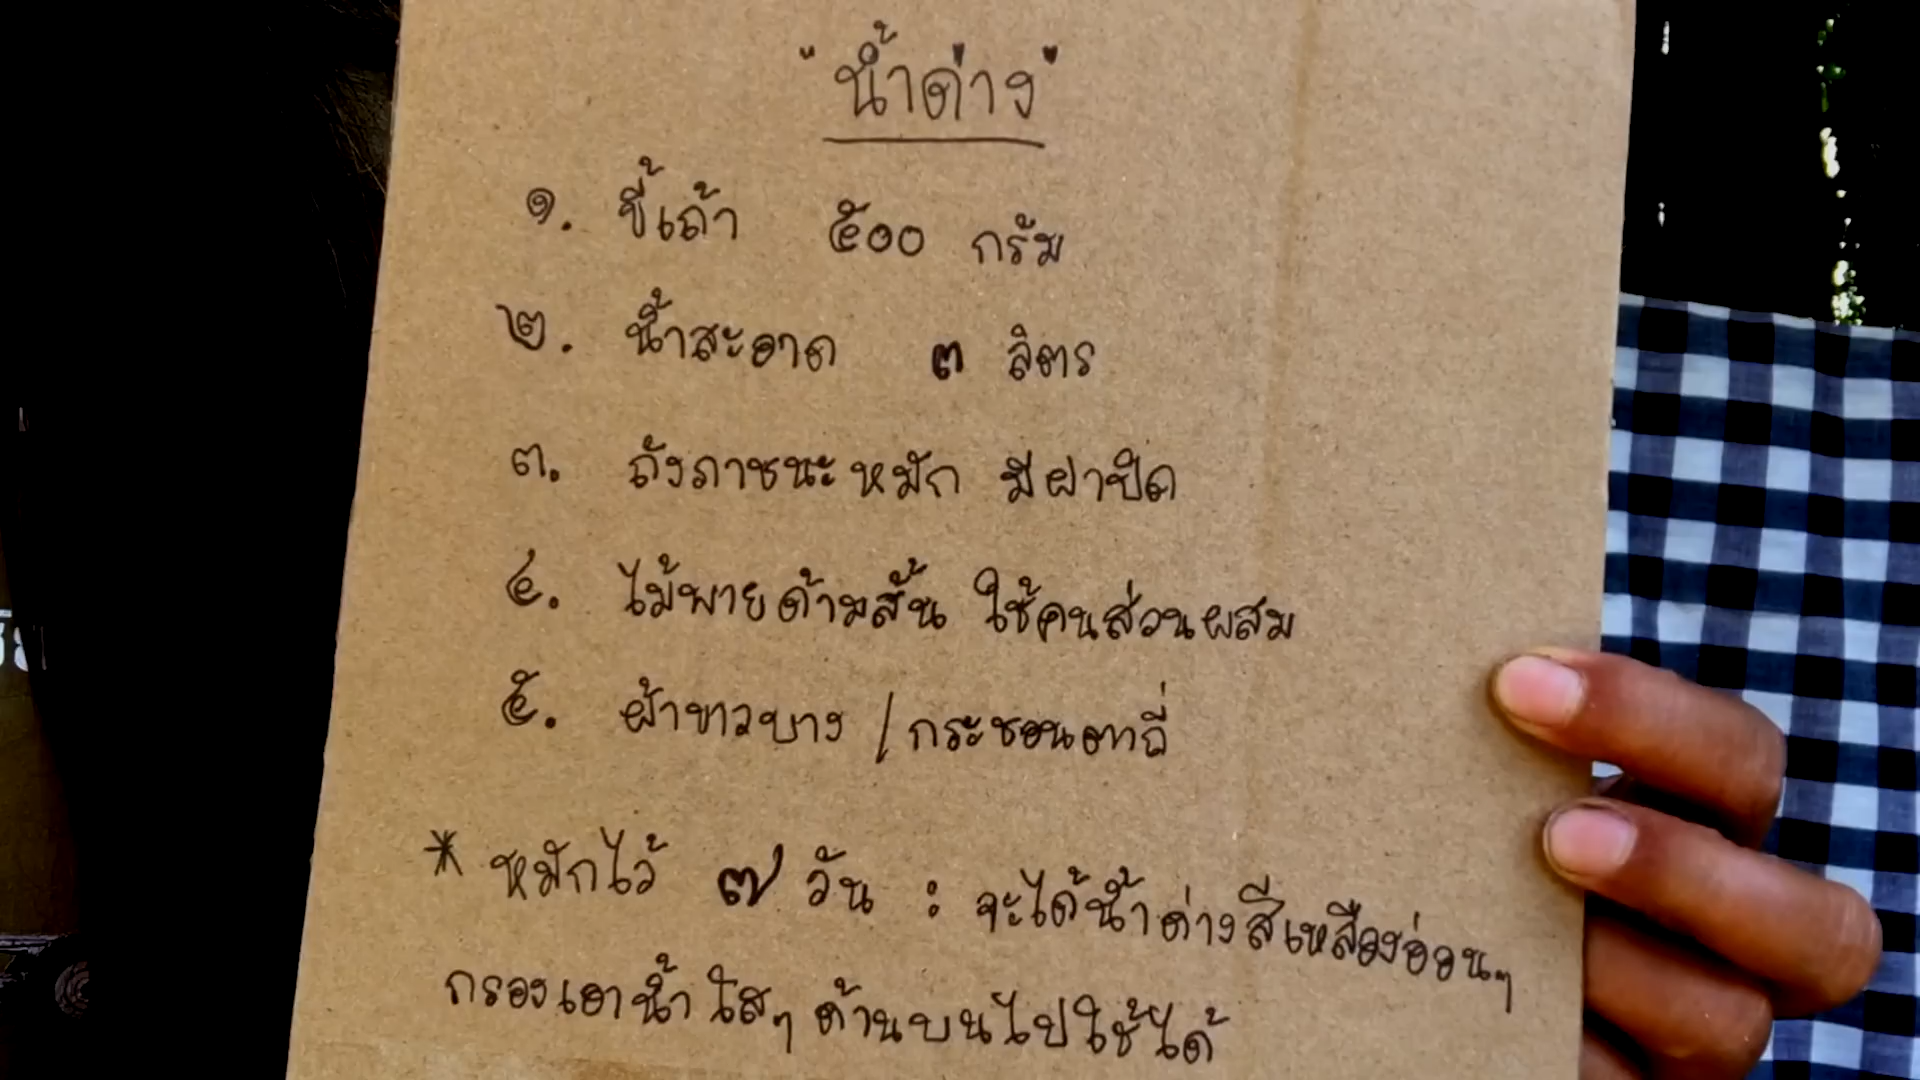 "น้ำด่าง"
๑. ขี้เถ้า ๕๐๐ กรัม
๒. น้ำสะอาด ๓ ลิตร
๓. ถังภาชนะหมัก มีฝาปิด
๔. ไม้พายด้ามสั้น ใช้คนส่วนผสม
๕. ผ้าขาวบาง / กระชอนตาถี่
* หมักไว้ ๗ วัน : จะได้น้ำด่างสีเหลืองอ่อนๆ
กรองเอาน้ำใสๆ ด้านบนไปใช้ได้